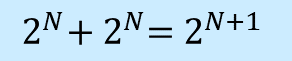 2^N + 2^N = 2^{N+1}